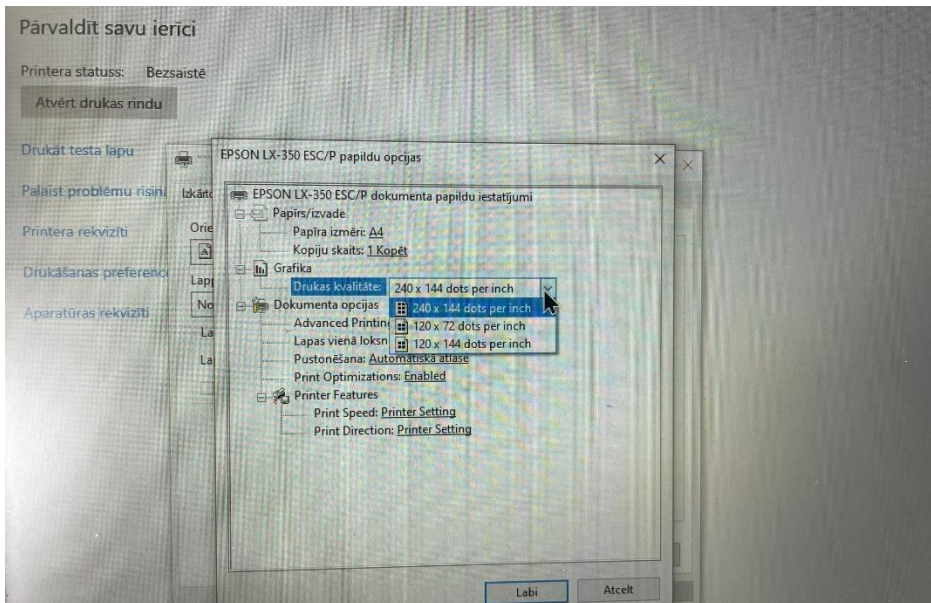 Pārvaldīt savu ierīci
Printera statuss: Bezsaistē
Atvērt drukas rindu
Drukāt testa lapu
Palaist problēmu risin
Printera rekvizīti
Drukāšanas preferenc
Aparatūras rekvizīti
Izkārto
Orie
Lapp
No
La
La
EPSON LX-350 ESC/P papildu opcijas
EPSON LX-350 ESC/P dokumenta papildu iestatījumi
Papīrs/izvade
Papīra izmēri: A4
Kopiju skaits: 1 Kopēt
Grafika
Drukas kvalitāte: 240 x 144 dots per inch
240 x 144 dots per inch
120 x 72 dots per inch
120 x 144 dots per inch
Dokumenta opcijas
Advanced Printin
Lapas vienā loksn
Pustonēšana: Automātiskā atlase
Print Optimizations: Enabled
Printer Features
Print Speed: Printer Setting
Print Direction: Printer Setting
Labi
Atcelt